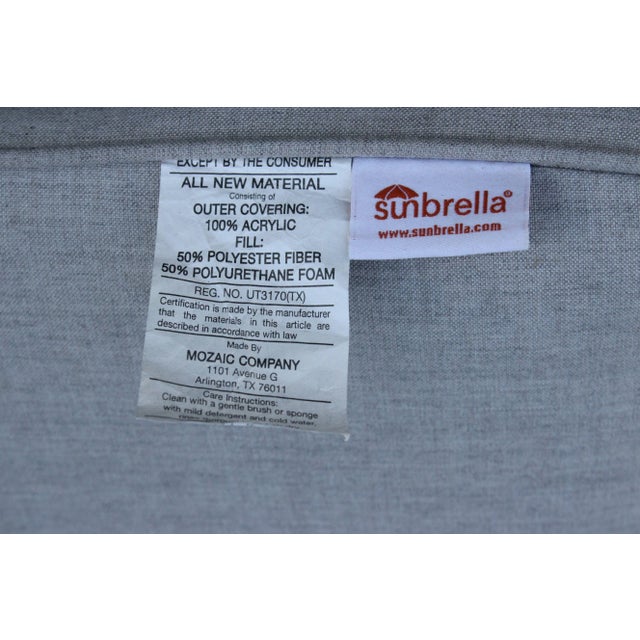 EXCEPT BY THE CONSUMER
ALL NEW MATERIAL
Consisting of
OUTER COVERING:
100% ACRYLIC
FILL:
50% POLYESTER FIBER
50% POLYURETHANE FOAM
REG. NO. UT3170(TX)
Certification is made by the manufacturer
that the materials in this article are
described in accordance with law
Made By
MOZAIC COMPANY
1101 Avenue G
Arlington, TX 76011
Care Instructions:
Clean with a gentle brush or sponge
with mild detergent and cold water.
sunbrella®
www.sunbrella.com